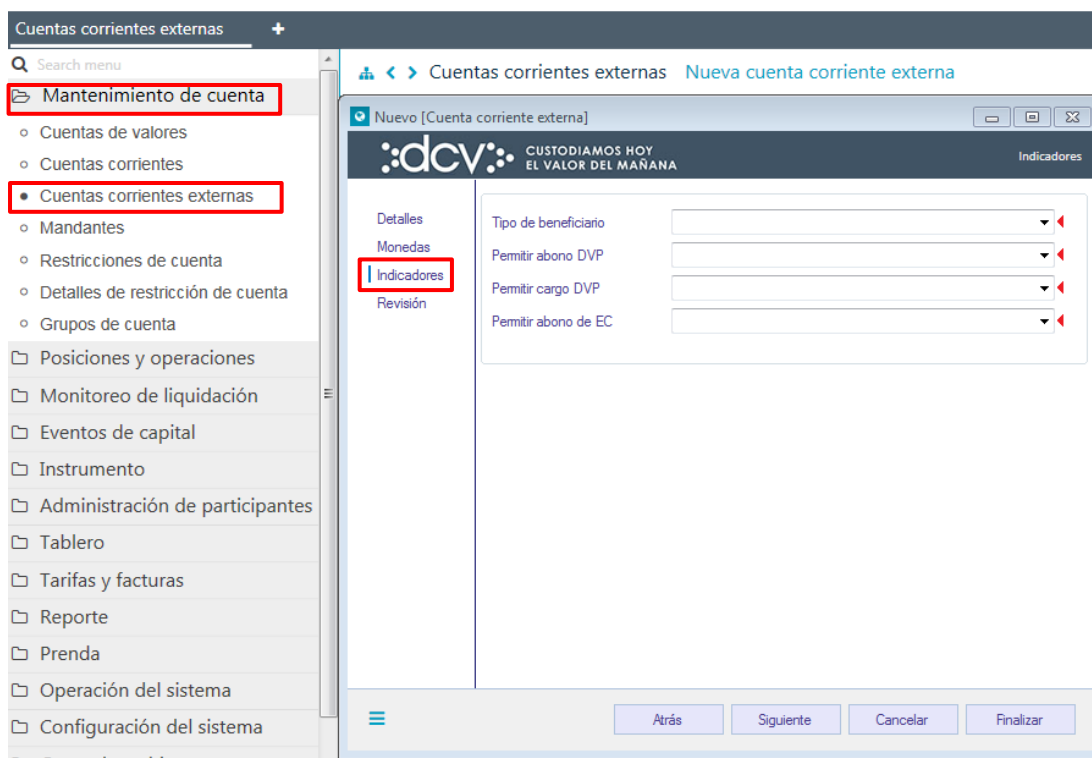 Cuentas corrientes externas +
Search menu
Mantenimiento de cuenta
Cuentas de valores
Cuentas corrientes
Cuentas corrientes externas
Mandantes
Restricciones de cuenta
Detalles de restricción de cuenta
Grupos de cuenta
Posiciones y operaciones
Monitoreo de liquidación
Eventos de capital
Instrumento
Administración de participantes
Tablero
Tarifas y facturas
Reporte
Prenda
Operación del sistema
Configuración del sistema
Cuentas corrientes externas Nueva cuenta corriente externa
Nuevo [Cuenta corriente externa]
dcv CUSTODIAMOS HOY
EL VALOR DEL MAÑANA
Indicadores
Detalles
Monedas
Indicadores
Revisión
Tipo de beneficiario
Permitir abono DVP
Permitir cargo DVP
Permitir abono de EC
Atrás Siguiente Cancelar Finalizar